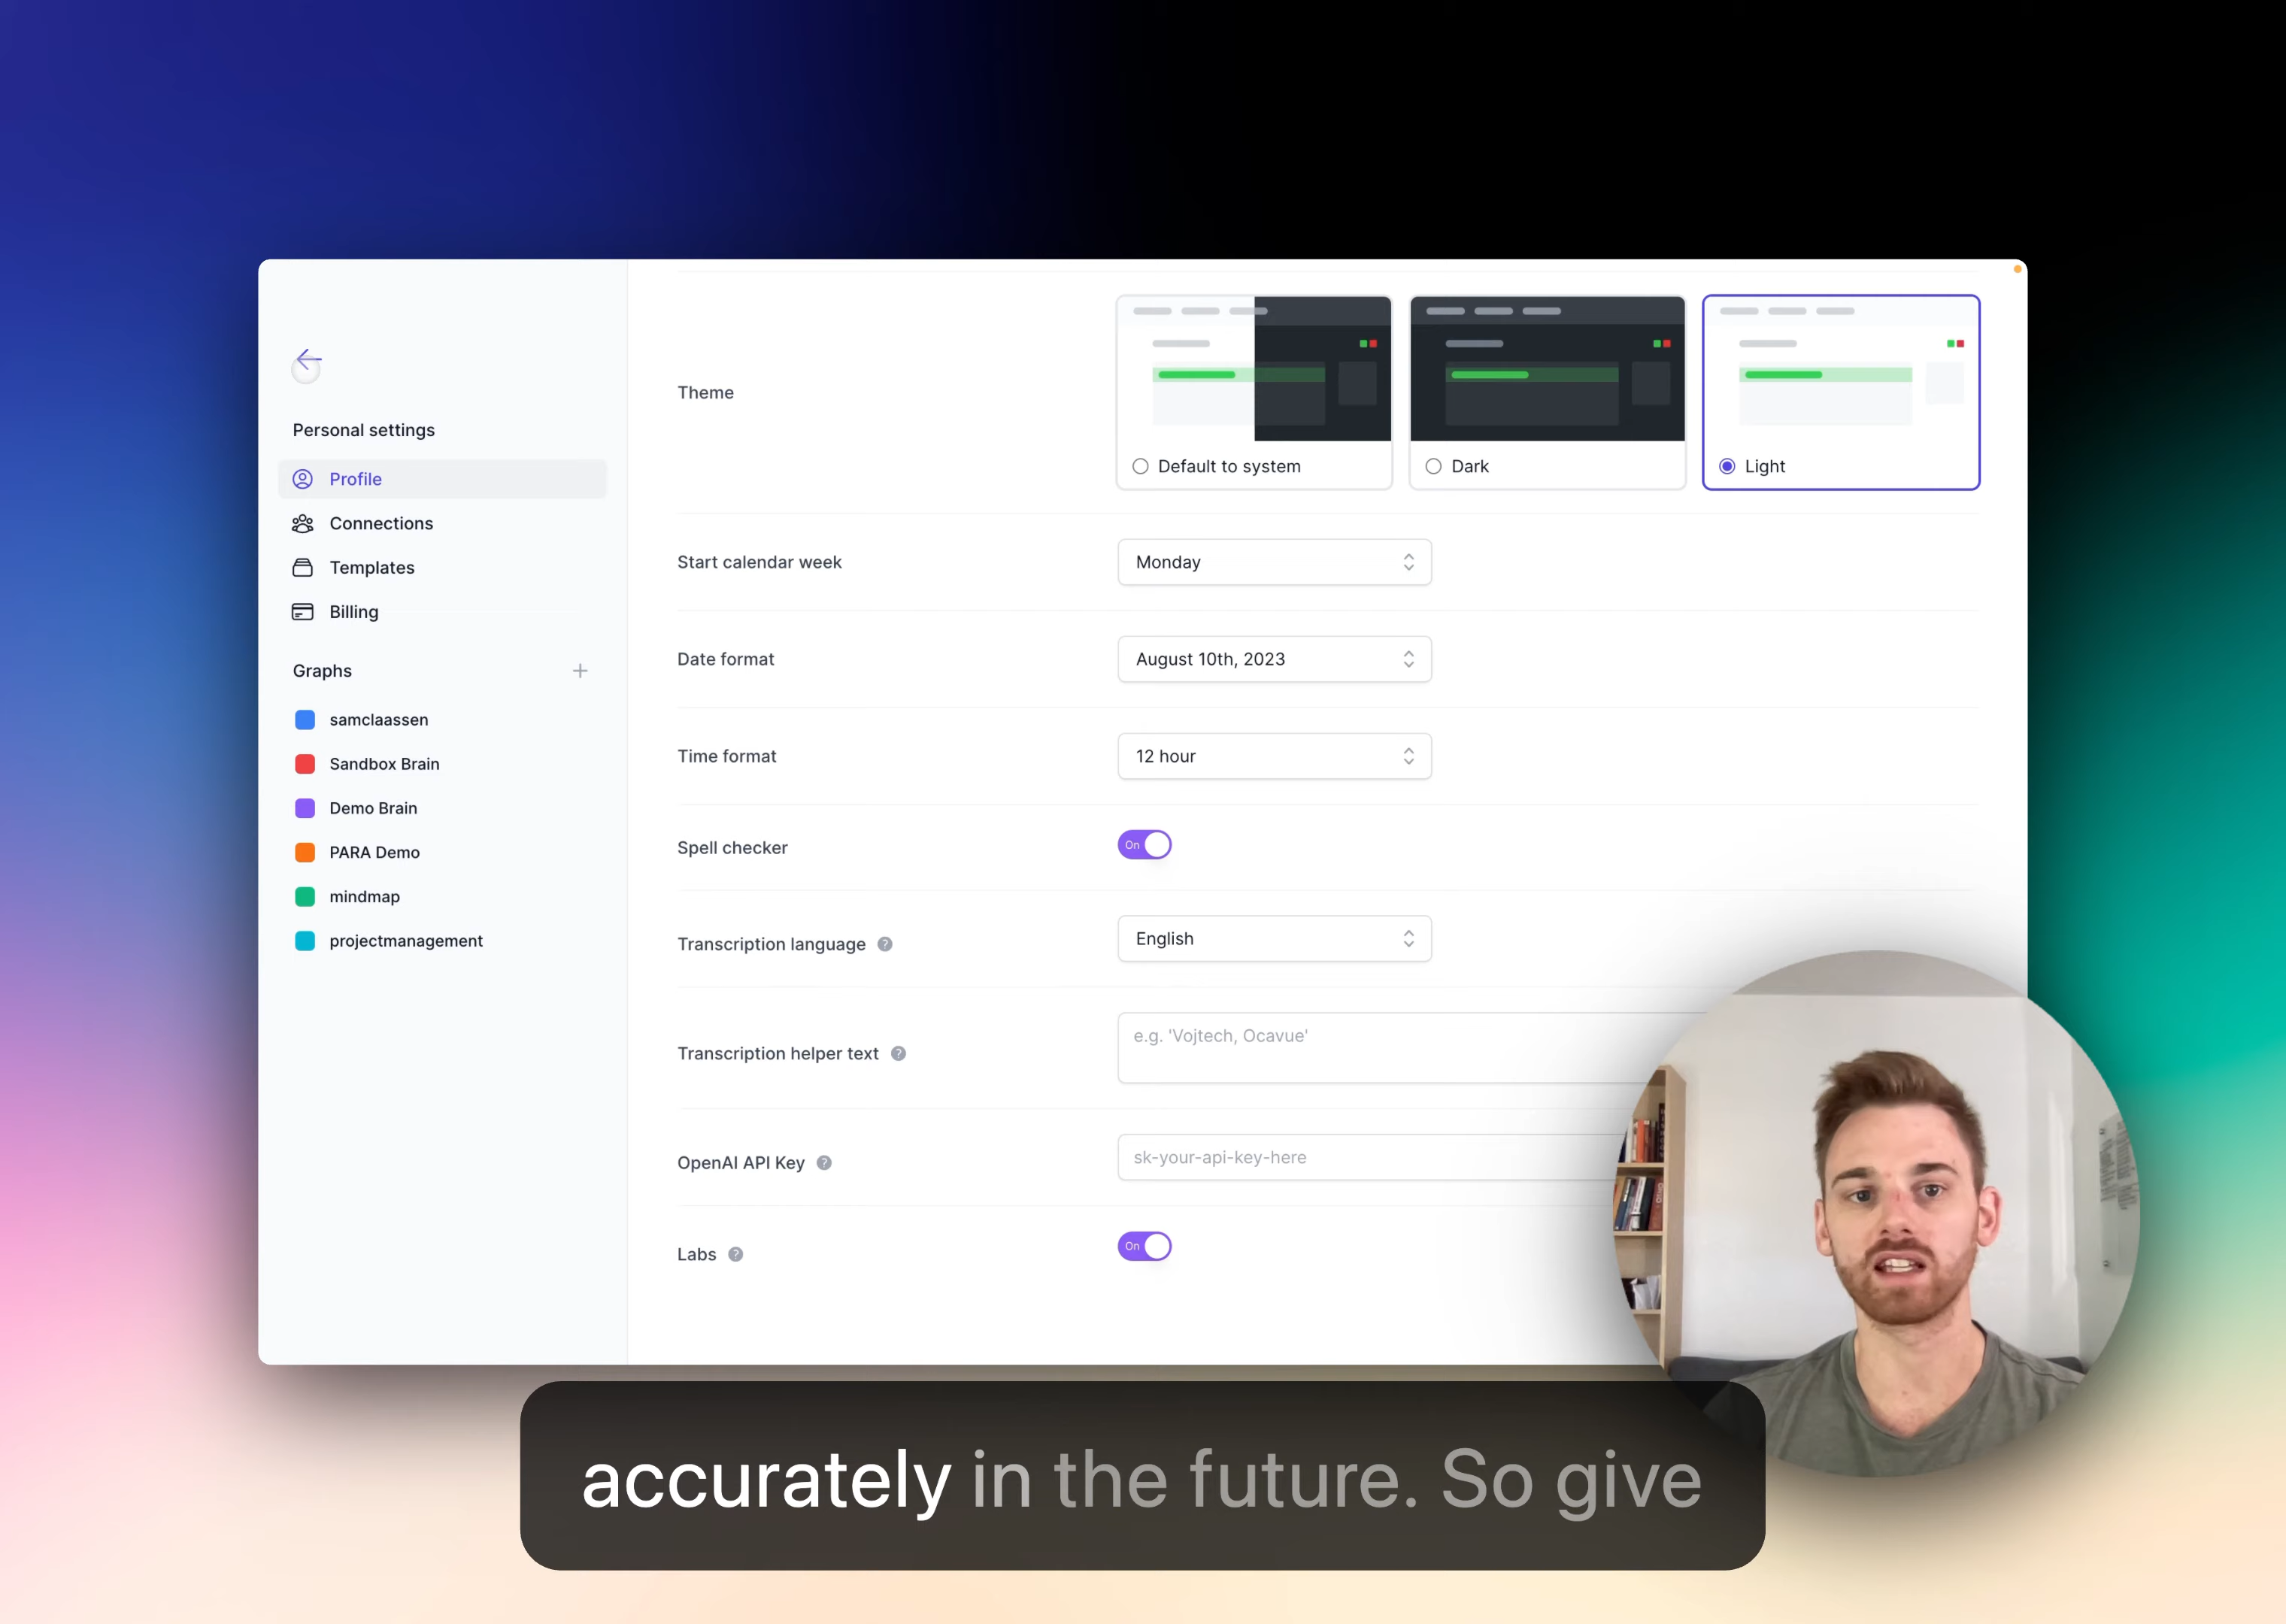 Personal settings
Profile
Connections
Templates
Billing
Graphs
samclaassen
Sandbox Brain
Demo Brain
PARA Demo
mindmap
projectmanagement
Theme
Default to system
Dark
Light
Start calendar week
Monday
Date format
August 10th, 2023
Time format
12 hour
Spell checker
On
Transcription language ?
English
Transcription helper text ?
e.g. 'Vojtech, Ocavue'
OpenAI API Key ?
sk-your-api-key-here
Labs ?
On
accurately in the future. So give